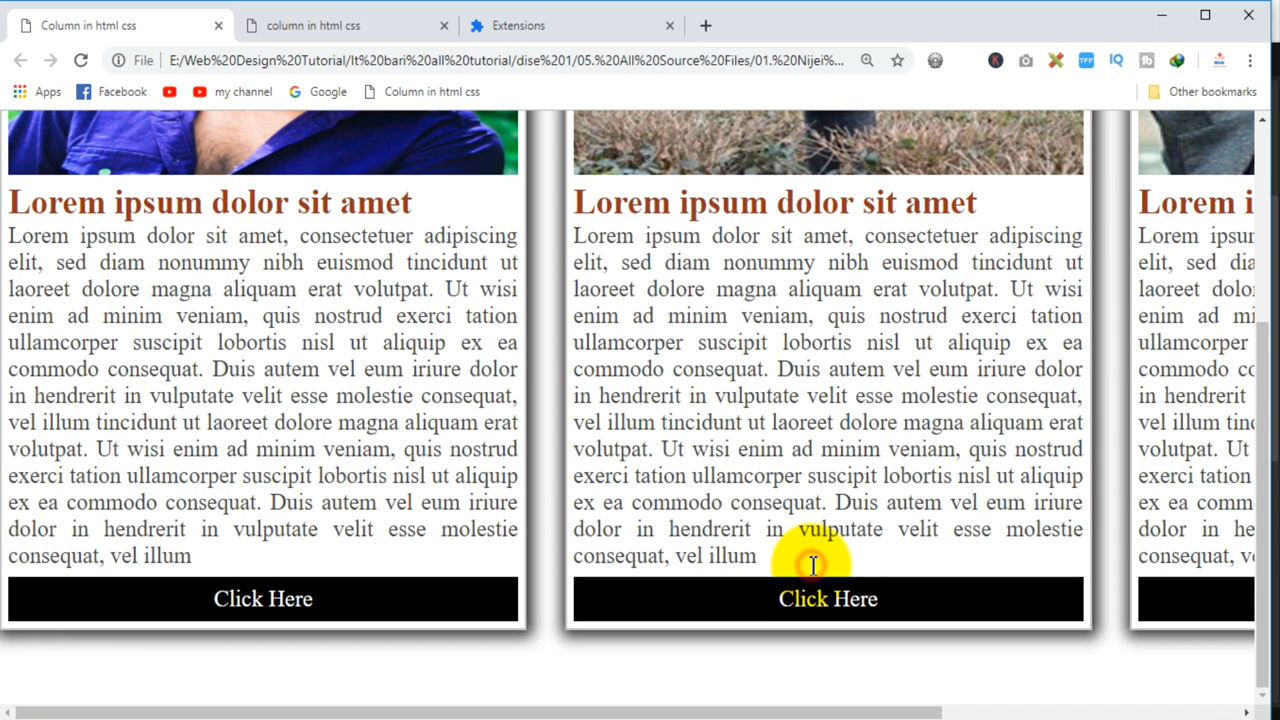 Column in html css
column in html css
Extensions
File
E:/Web%20Design%20Tutorial/It%20bari%20all%20tutorial/dise%201/05.%20All%20Source%20Files/01.%20Nijei%...
Apps
Facebook
my channel
Google
Column in html css
Other bookmarks
Lorem ipsum dolor sit amet
Lorem ipsum dolor sit amet, consectetuer adipiscing
elit, sed diam nonummy nibh euismod tincidunt ut
laoreet dolore magna aliquam erat volutpat. Ut wisi
enim ad minim veniam, quis nostrud exerci tation
ullamcorper suscipit lobortis nisl ut aliquip ex ea
commodo consequat. Duis autem vel eum iriure dolor
in hendrerit in vulputate velit esse molestie consequat,
vel illum tincidunt ut laoreet dolore magna aliquam erat
volutpat. Ut wisi enim ad minim veniam, quis nostrud
exerci tation ullamcorper suscipit lobortis nisl ut aliquip
ex ea commodo consequat. Duis autem vel eum iriure
dolor in hendrerit in vulputate velit esse molestie
consequat, vel illum
Click Here
Lorem ipsum dolor sit amet
Lorem ipsum dolor sit amet, consectetuer adipiscing
elit, sed diam nonummy nibh euismod tincidunt ut
laoreet dolore magna aliquam erat volutpat. Ut wisi
enim ad minim veniam, quis nostrud exerci tation
ullamcorper suscipit lobortis nisl ut aliquip ex ea
commodo consequat. Duis autem vel eum iriure dolor
in hendrerit in vulputate velit esse molestie consequat,
vel illum tincidunt ut laoreet dolore magna aliquam erat
volutpat. Ut wisi enim ad minim veniam, quis nostrud
exerci tation ullamcorper suscipit lobortis nisl ut aliquip
ex ea commodo consequat. Duis autem vel eum iriure
dolor in hendrerit in vulputate velit esse molestie
consequat, vel illum
Click Here
Lorem i
Lorem ipsur
elit, sed dia
laoreet dolo
enim ad mi
ullamcorper
commodo co
in hendrerit
vel illum tinc
volutpat. Ut
exerci tation
ex ea comm
dolor in he
consequat, ve